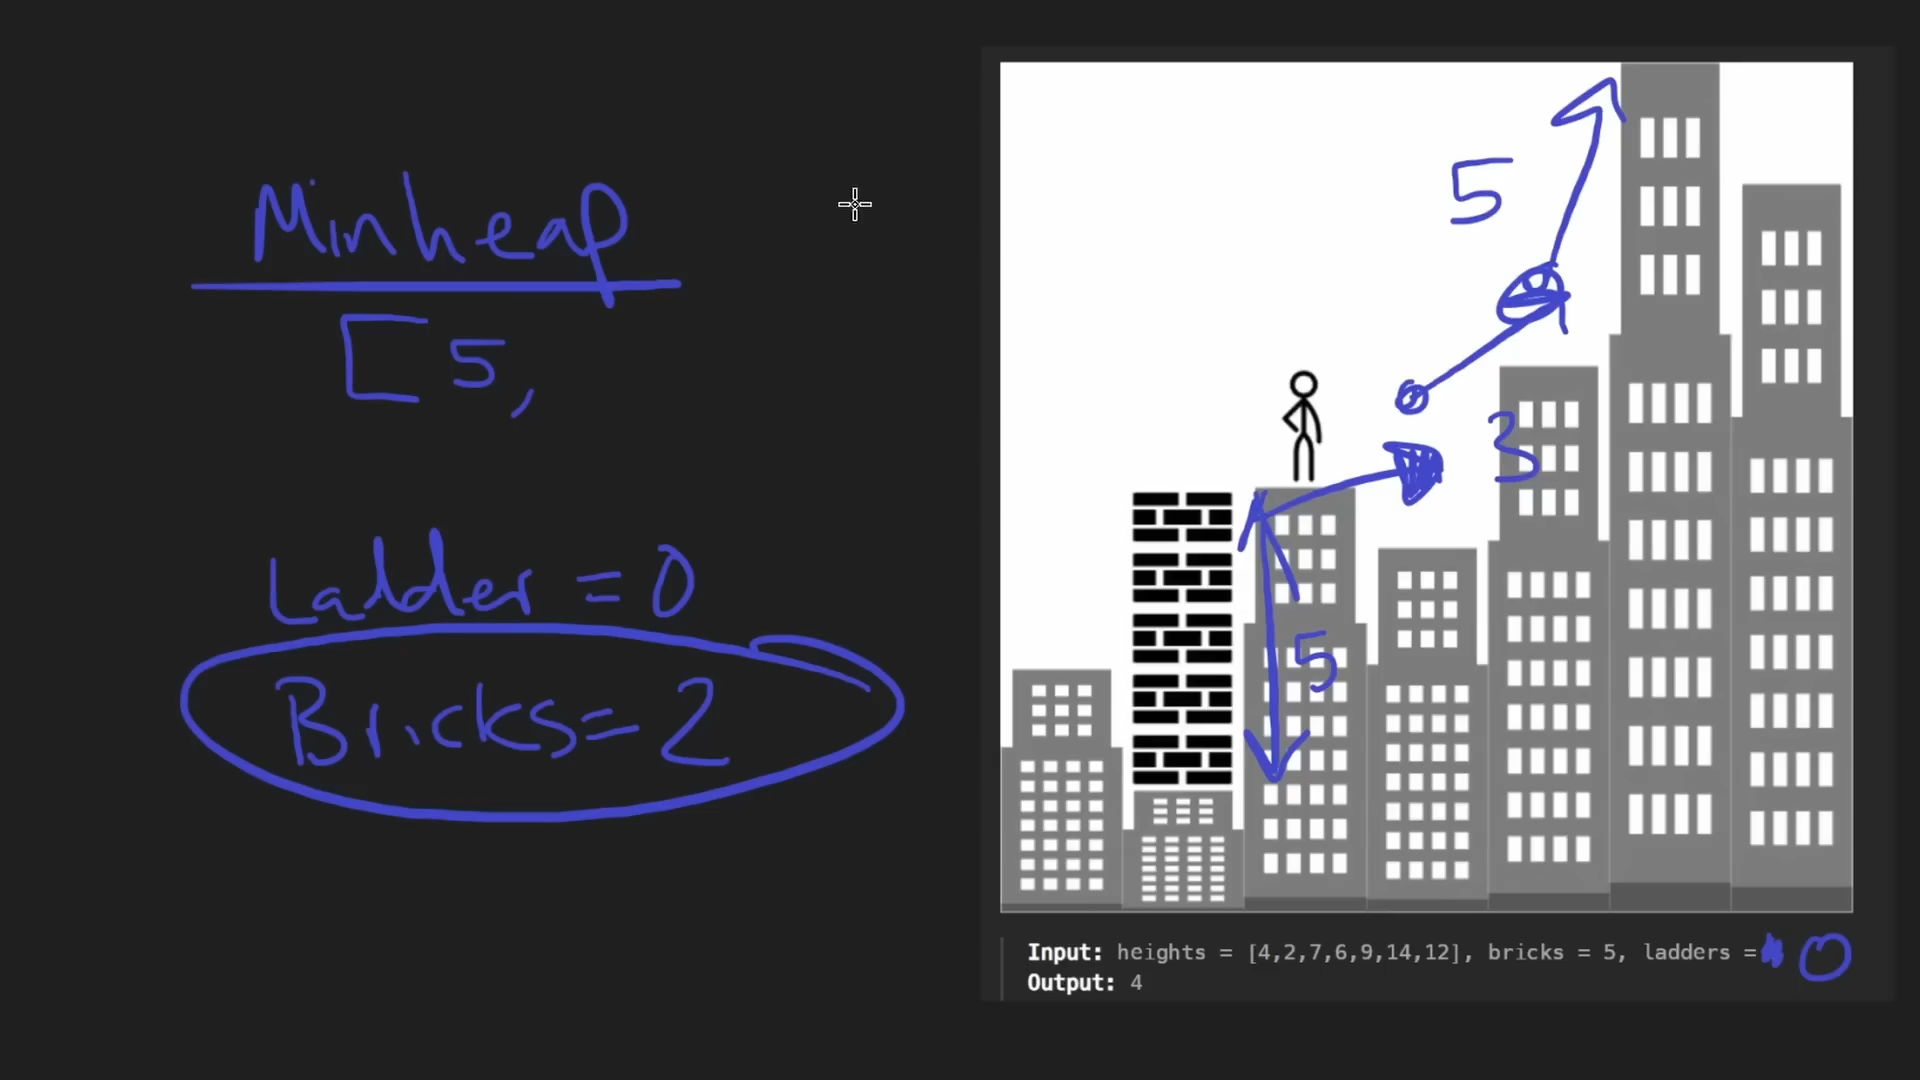 Minheap
[5,
Ladder = 0
Bricks=2
5
3
5
Input: heights = [4,2,7,6,9,14,12], bricks = 5, ladders = 0
Output: 4